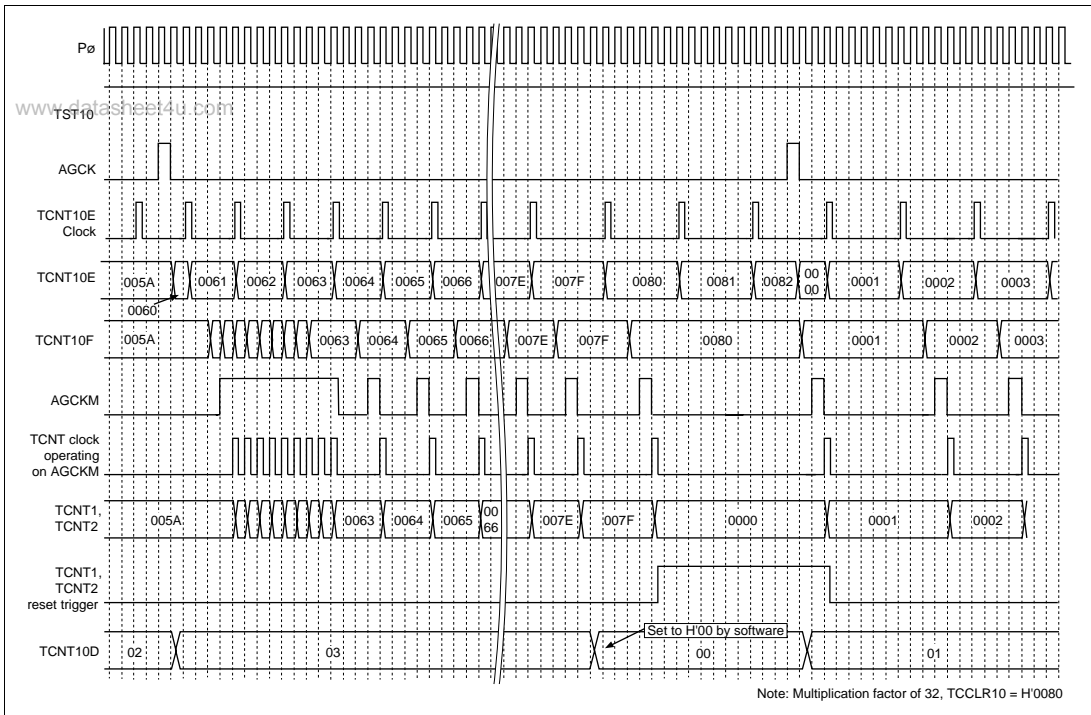 Pø
www.datasheet4u.com
TST10
AGCK
TCNT10E
Clock
TCNT10E
005A 0061 0062 0063 0064 0065 0066 007E 007F 0080 0081 0082 00 0001 0002 0003
00
0060
TCNT10F
005A 0063 0064 0065 0066 007E 007F 0080 0001 0002 0003
AGCKM
TCNT clock
operating
on AGCKM
TCNT1,
TCNT2
005A 0063 0064 0065 00 007E 007F 0000 0001 0002
66
TCNT1,
TCNT2
reset trigger
Set to H'00 by software
TCNT10D
02 03 00 01
Note: Multiplication factor of 32, TCCLR10 = H'0080